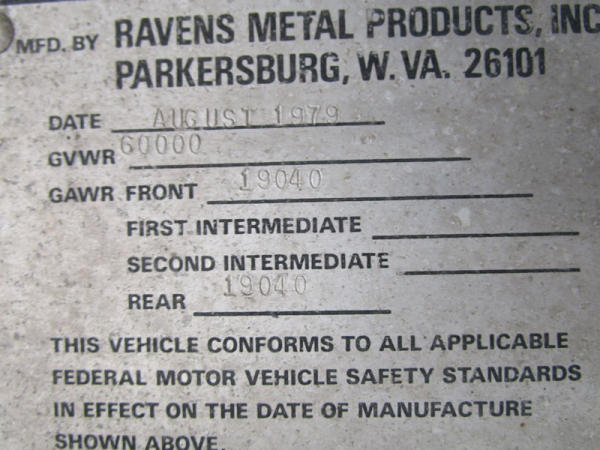 MFD. BY RAVENS METAL PRODUCTS, INC
PARKERSBURG, W. VA. 26101
DATE AUGUST 1979
GVWR 60000
GAWR FRONT 19040
FIRST INTERMEDIATE
SECOND INTERMEDIATE
REAR 19040
THIS VEHICLE CONFORMS TO ALL APPLICABLE
FEDERAL MOTOR VEHICLE SAFETY STANDARDS
IN EFFECT ON THE DATE OF MANUFACTURE
SHOWN ABOVE.